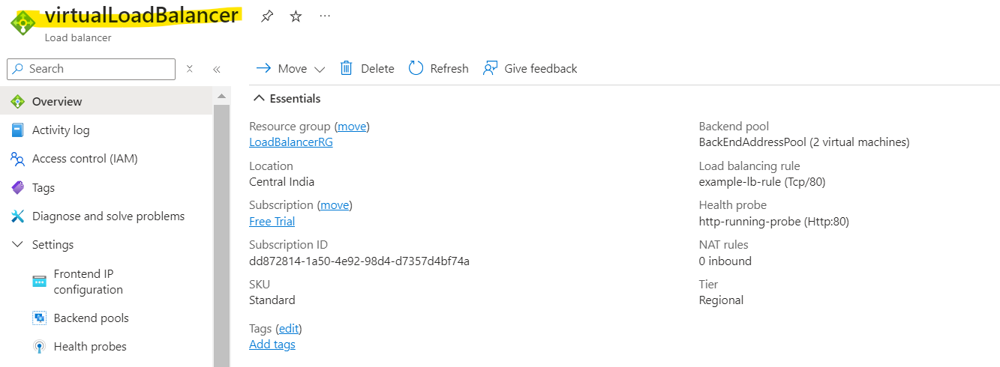 virtualLoadBalancer
Load balancer
Search
Overview
Activity log
Access control (IAM)
Tags
Diagnose and solve problems
Settings
Frontend IP
configuration
Backend pools
Health probes
Move
Delete
Refresh
Give feedback
Essentials
Resource group (move)
LoadBalancerRG
Location
Central India
Subscription (move)
Free Trial
Subscription ID
dd872814-1a50-4e92-98d4-d7357d4bf74a
SKU
Standard
Tags (edit)
Add tags
Backend pool
BackEndAddressPool (2 virtual machines)
Load balancing rule
example-lb-rule (Tcp/80)
Health probe
http-running-probe (Http:80)
NAT rules
0 inbound
Tier
Regional